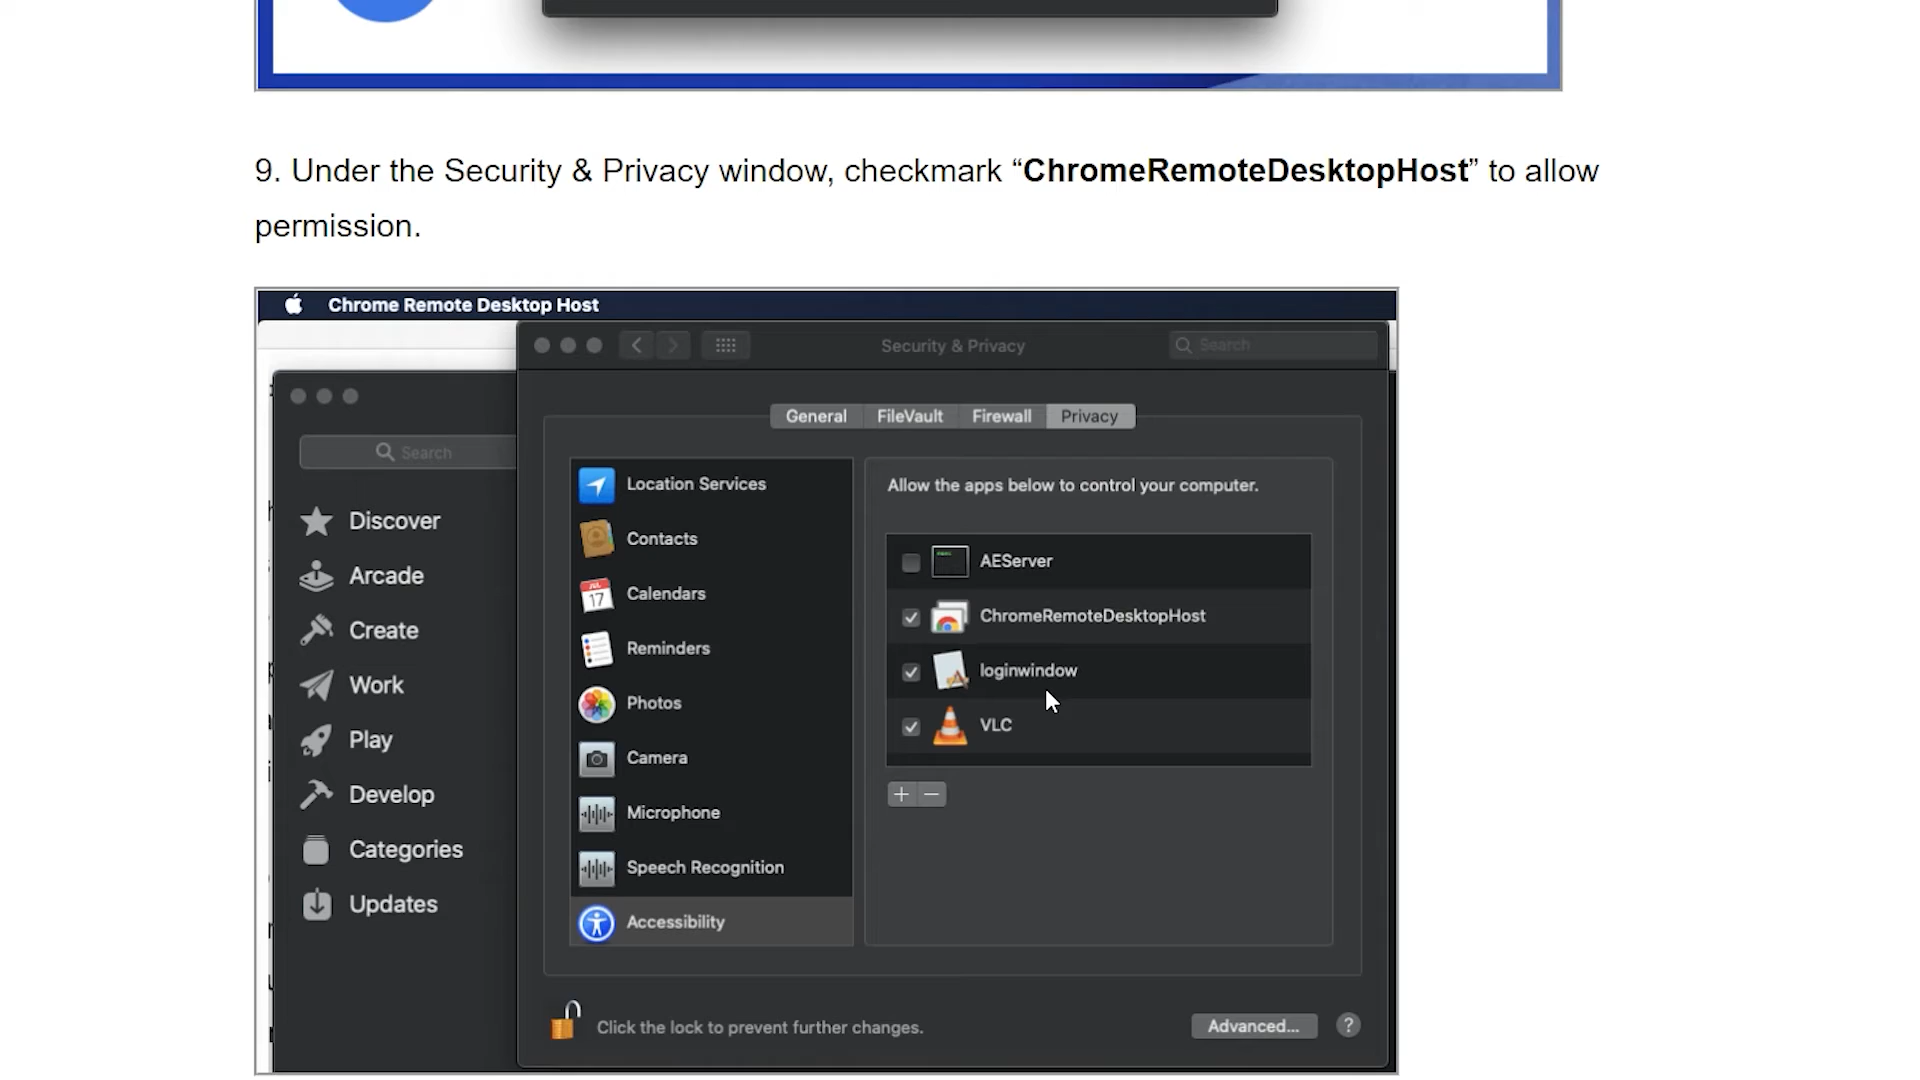 9. Under the Security & Privacy window, checkmark “ChromeRemoteDesktopHost” to allow
permission.
Chrome Remote Desktop Host
Security & Privacy
Search
Search
Discover
Arcade
Create
Work
Play
Develop
Categories
Updates
General
FileVault
Firewall
Privacy
Location Services
Contacts
JUL
17
Calendars
Reminders
Photos
Camera
Microphone
Speech Recognition
Accessibility
Allow the apps below to control your computer.
AEServer
ChromeRemoteDesktopHost
loginwindow
VLC
+ −
Click the lock to prevent further changes.
Advanced...
?